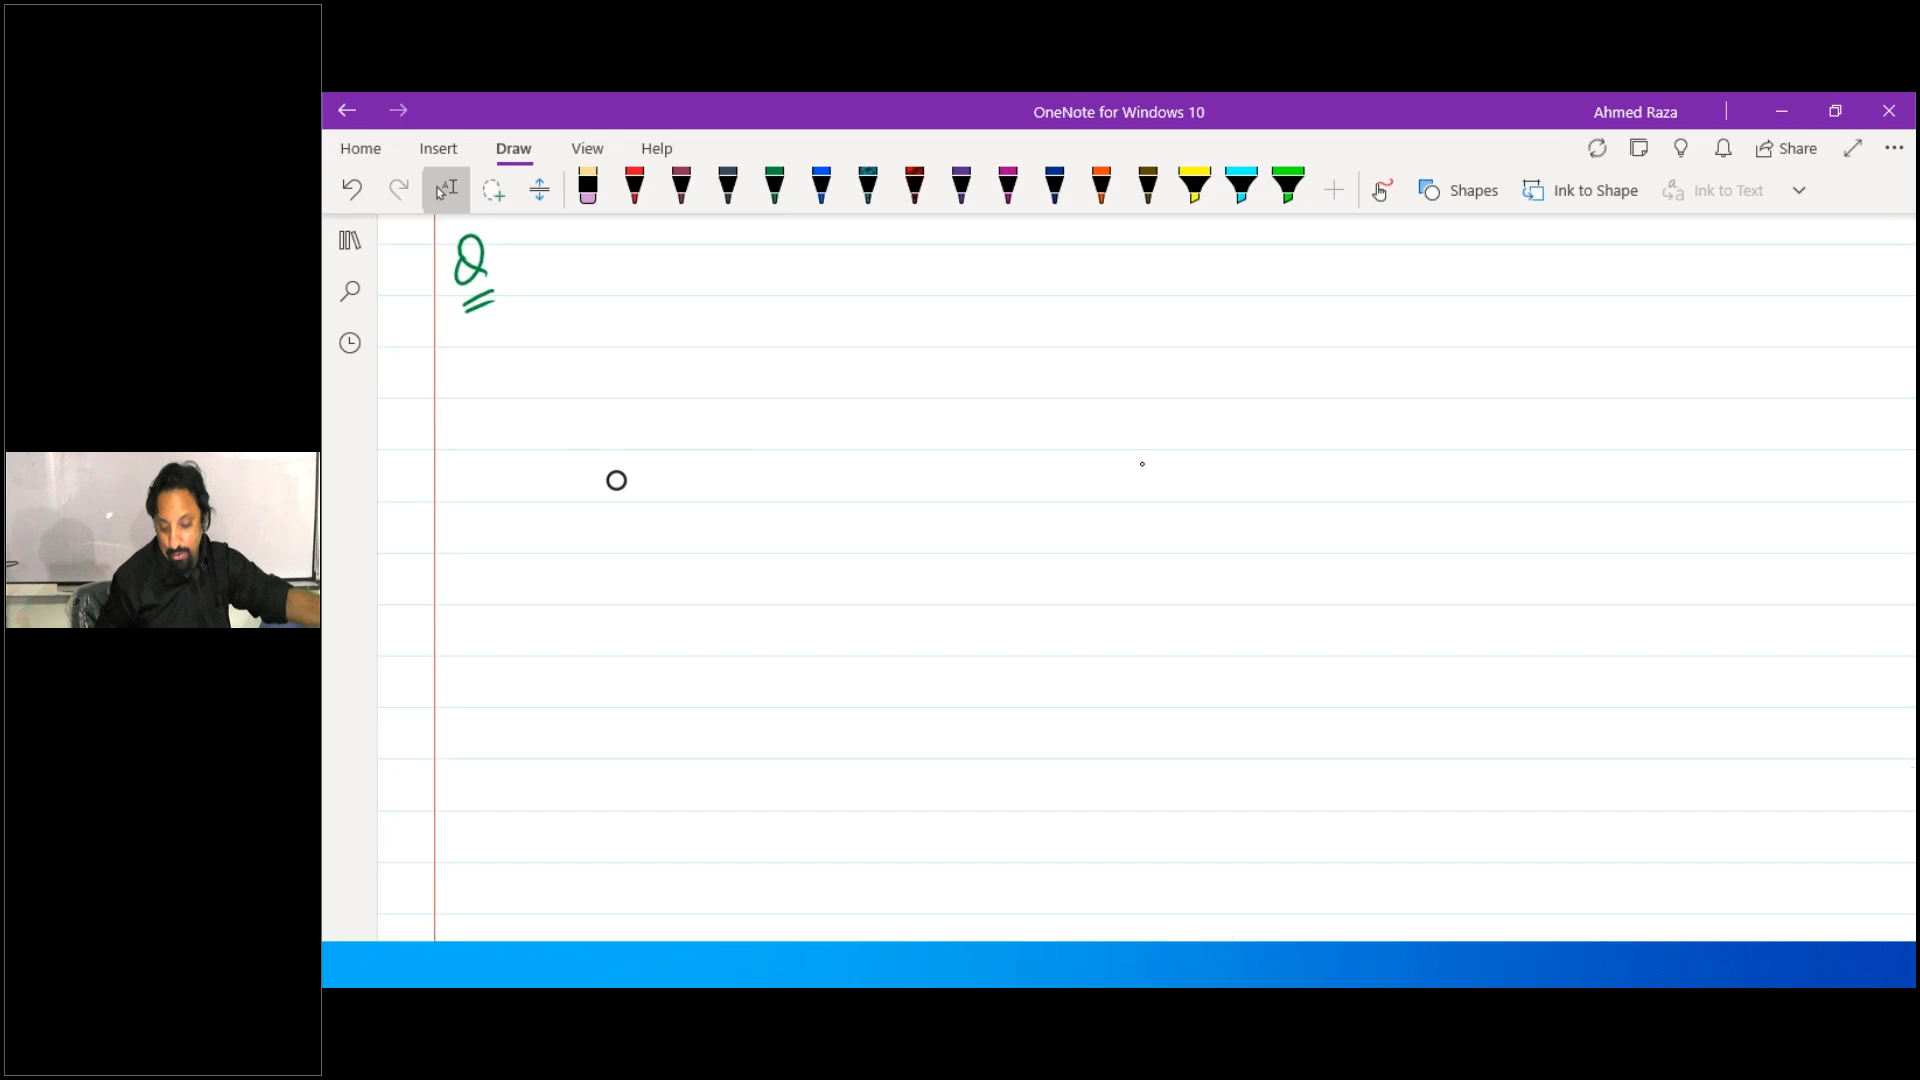 OneNote for Windows 10 Ahmed Raza
Home Insert Draw View Help Share
Shapes Ink to Shape Ink to Text
Q